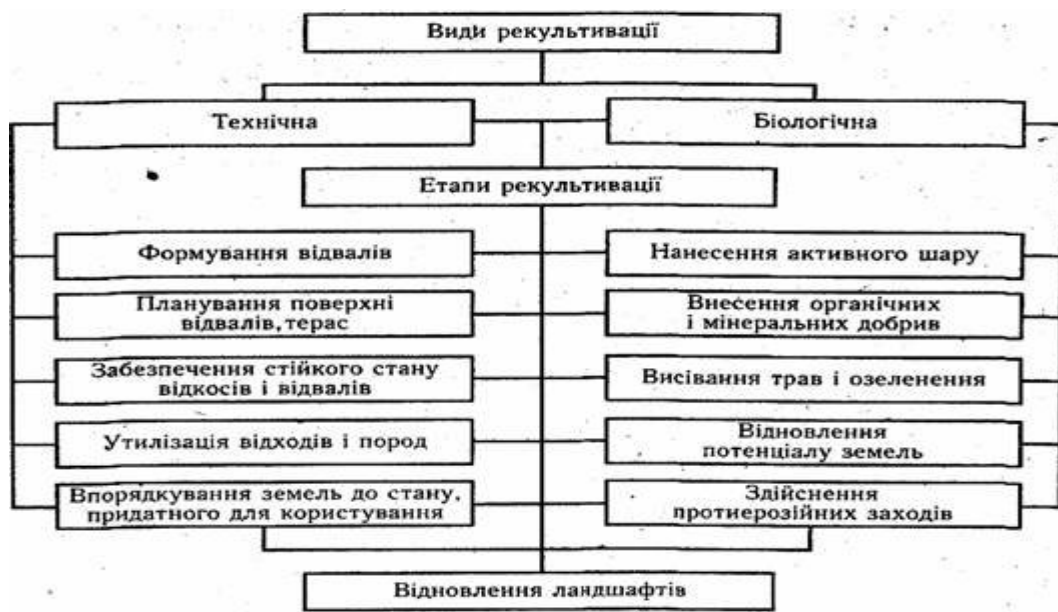 Види рекультивації
Технічна
Біологічна
Етапи рекультивації
Формування відвалів
Нанесення активного шару
Планування поверхні
відвалів, терас
Внесення органічних
і мінеральних добрив
Забезпечення стійкого стану
відкосів і відвалів
Висівання трав і озеленення
Утилізація відходів і пород
Відновлення
потенціалу земель
Впорядкування земель до стану,
придатного для користування
Здійснення
протиерозійних заходів
Відновлення ландшафтів